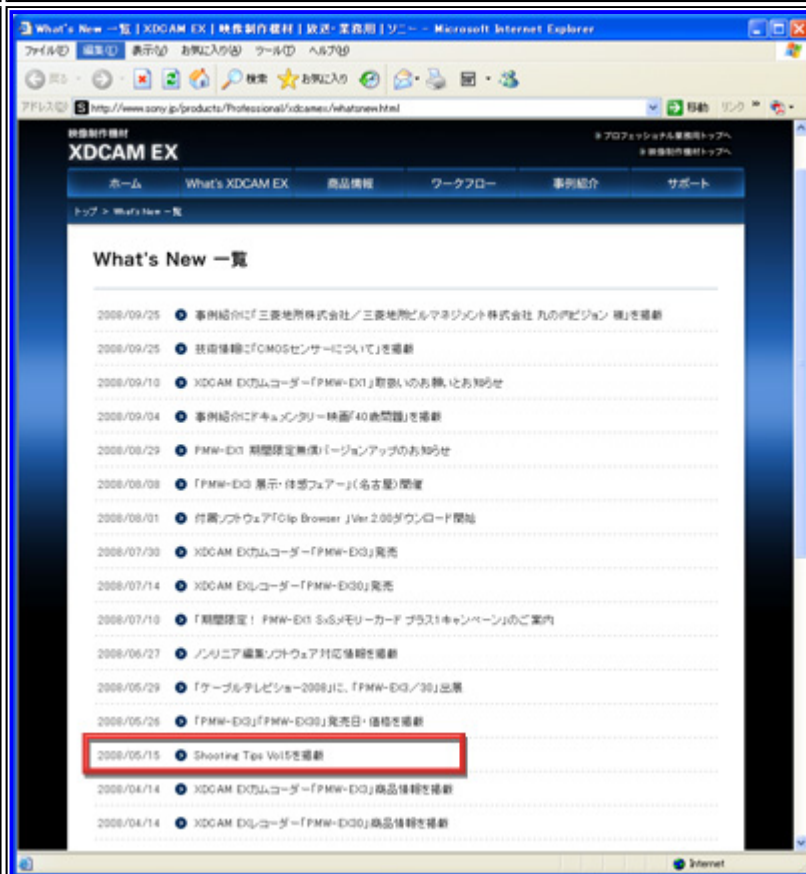 What's New 一覧 | XDCAM EX | 映像制作機材 | 放送・業務用 | ソニー - Microsoft Internet Explorer
ファイル(F) 編集(E) 表示(V) お気に入り(A) ツール(T) ヘルプ(H)
戻る 検索 お気に入り
アドレス(D) http://www.sony.jp/products/Professional/xdcamex/whatsnew.html 移動 リンク
映像制作機材
XDCAM EX
プロフェッショナル業務用トップへ
映像制作機材トップへ
ホーム What's XDCAM EX 商品情報 ワークフロー 事例紹介 サポート
トップ > What's New 一覧
What's New 一覧
2008/09/25 事例紹介に「三菱地所株式会社／三菱地所ビルマネジメント株式会社 丸の内ビジョン 様」を掲載
2008/09/25 技術情報に「CMOSセンサーについて」を掲載
2008/09/10 XDCAM EXカムコーダー「PMW-EX1」取扱いのお願いとお知らせ
2008/09/04 事例紹介にドキュメンタリー映画「40歳問題」を掲載
2008/08/29 PMW-EX1 期間限定無償バージョンアップのお知らせ
2008/08/08 「PMW-EX3 展示・体感フェアー」（名古屋）開催
2008/08/01 付属ソフトウェア「Clip Browser 」Ver.2.00ダウンロード開始
2008/07/30 XDCAM EXカムコーダー「PMW-EX3」発売
2008/07/14 XDCAM EXレコーダー「PMW-EX30」発売
2008/07/10 「期間限定！ PMW-EX1 SxSメモリーカード プラス1キャンペーン」のご案内
2008/06/27 ノンリニア編集ソフトウェア対応情報を掲載
2008/05/29 「ケーブルテレビショー2008」に、「PMW-EX3／30」出展
2008/05/26 「PMW-EX3」「PMW-EX30」発売日・価格を掲載
2008/05/15 Shooting Tips Vol5を掲載
2008/04/14 XDCAM EXカムコーダー「PMW-EX3」商品情報を掲載
2008/04/14 XDCAM EXレコーダー「PMW-EX30」商品情報を掲載
Internet